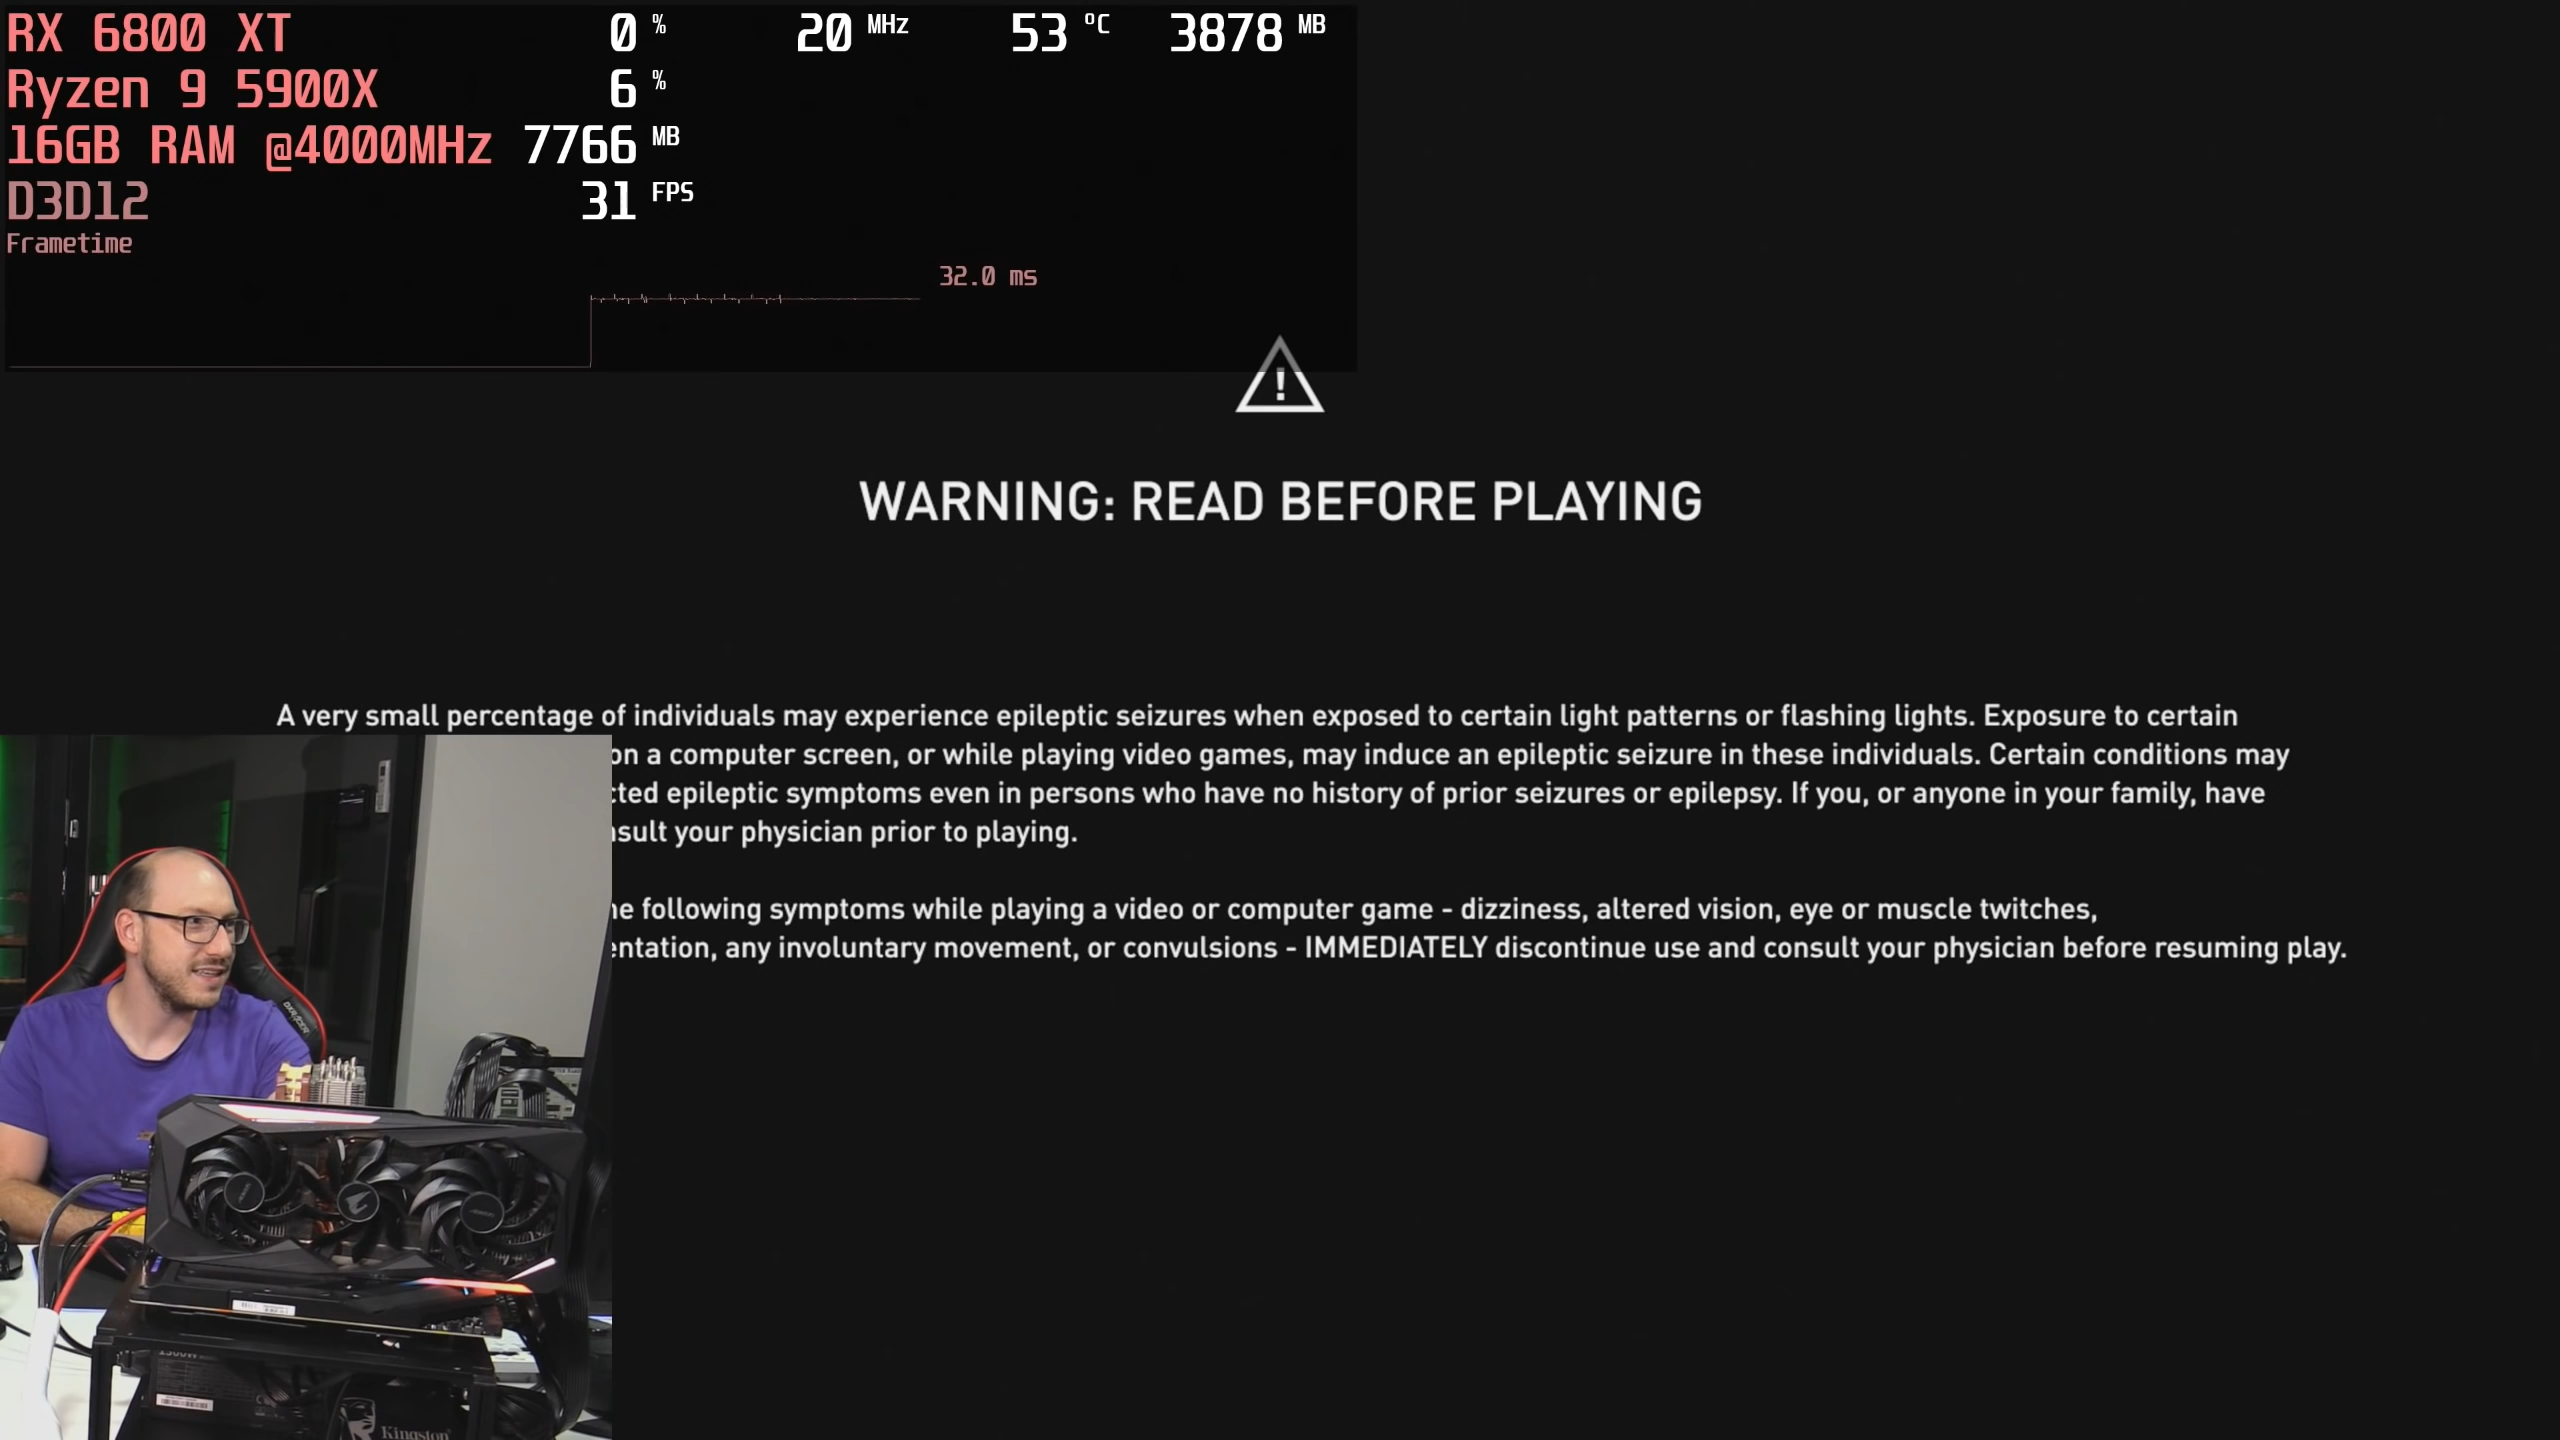 RX 6800 XT 0 % 20 MHz 53 °C 3878 MB
Ryzen 9 5900X 6 %
16GB RAM @4000MHz 7766 MB
D3D12 31 FPS
Frametime
32.0 ms
!
WARNING: READ BEFORE PLAYING
A very small percentage of individuals may experience epileptic seizures when exposed to certain light patterns or flashing lights. Exposure to certain
on a computer screen, or while playing video games, may induce an epileptic seizure in these individuals. Certain conditions may
cted epileptic symptoms even in persons who have no history of prior seizures or epilepsy. If you, or anyone in your family, have
nsult your physician prior to playing.
he following symptoms while playing a video or computer game - dizziness, altered vision, eye or muscle twitches,
entation, any involuntary movement, or convulsions - IMMEDIATELY discontinue use and consult your physician before resuming play.
DXRACER
1300W
Kingston